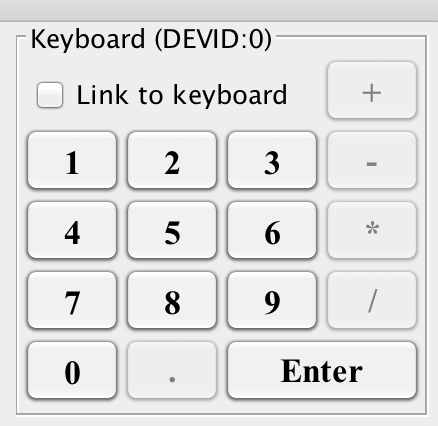 Keyboard (DEVID:0)
Link to keyboard +
1 2 3 -
4 5 6 *
7 8 9 /
0 . Enter